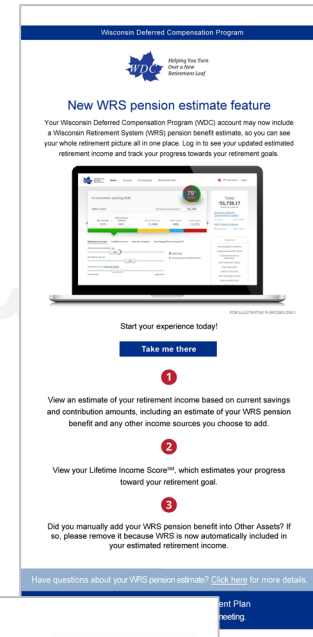 Wisconsin Deferred Compensation Program
WDC
Helping You Turn
Over a New
Retirement Leaf
New WRS pension estimate feature
Your Wisconsin Deferred Compensation Program (WDC) account may now include
a Wisconsin Retirement System (WRS) pension benefit estimate, so you can see
your whole retirement picture all in one place. Log in to see your updated estimated
retirement income and track your progress towards your retirement goals.
79
Today
$1,738.17
FOR ILLUSTRATIVE PURPOSES ONLY
Start your experience today!
Take me there
1
View an estimate of your retirement income based on current savings
and contribution amounts, including an estimate of your WRS pension
benefit and any other income sources you choose to add.
2
View your Lifetime Income Score℠, which estimates your progress
toward your retirement goal.
3
Did you manually add your WRS pension benefit into Other Assets? If
so, please remove it because WRS is now automatically included in
your estimated retirement income.
Have questions about your WRS pension estimate? Click here for more details.
ent Plan
meeting.